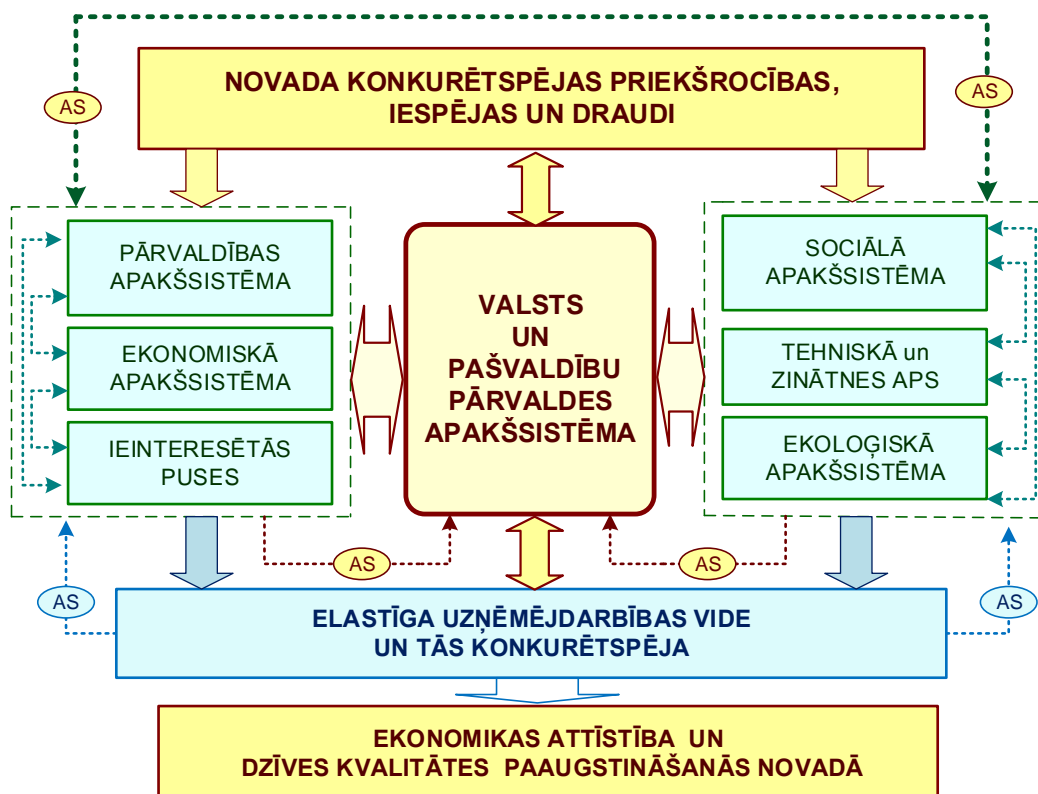 NOVADA KONKURĒTSPĒJAS PRIEKŠROCĪBAS,
IESPĒJAS UN DRAUDI
AS
AS
PĀRVALDĪBAS
APAKŠSISTĒMA
EKONOMISKĀ
APAKŠSISTĒMA
IEINTERESĒTĀS
PUSES
VALSTS
UN
PAŠVALDĪBU
PĀRVALDES
APAKŠSISTĒMA
SOCIĀLĀ
APAKŠSISTĒMA
TEHNISKĀ un
ZINĀTNES APS
EKOLOĢISKĀ
APAKŠSISTĒMA
AS
AS
AS
AS
ELASTĪGA UZŅĒMĒJDARBĪBAS VIDE
UN TĀS KONKURĒTSPĒJA
EKONOMIKAS ATTĪSTĪBA UN
DZĪVES KVALITĀTES PAAUGSTINĀŠANĀS NOVADĀ